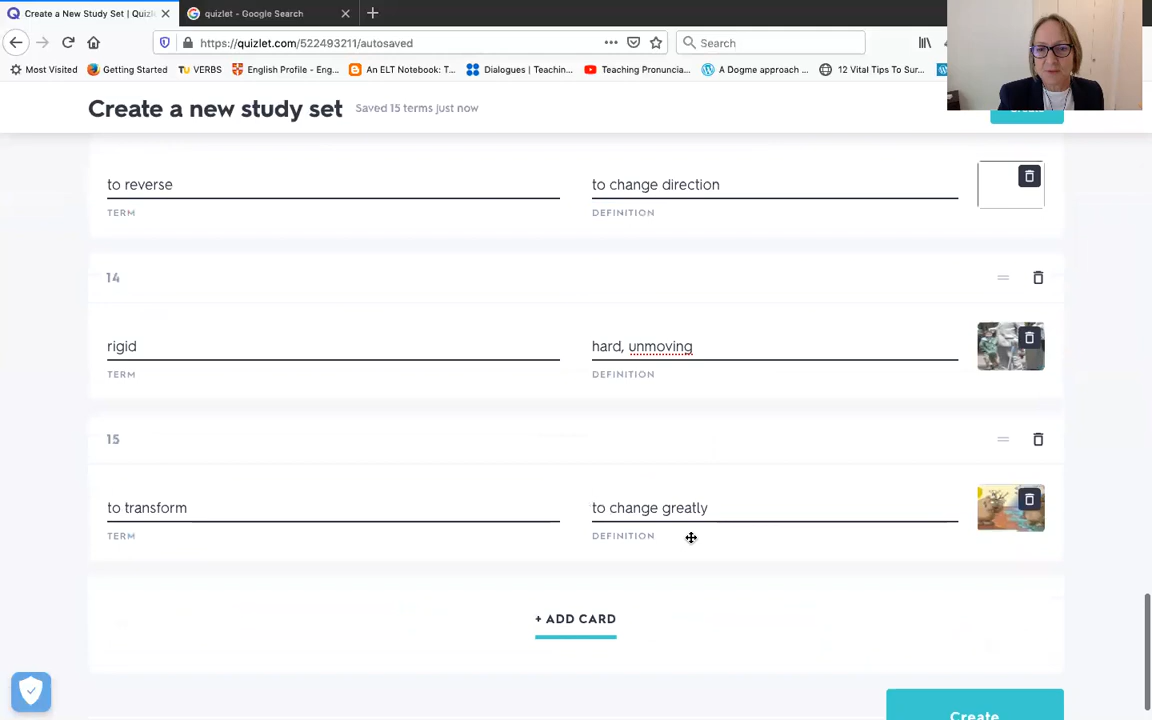 Create a New Study Set | Quizle
quizlet - Google Search
https://quizlet.com/522493211/autosaved
Search
Most Visited
Getting Started
TU VERBS
English Profile - Eng...
An ELT Notebook: T...
Dialogues | Teachin...
Teaching Pronuncia...
A Dogme approach ...
12 Vital Tips To Sur...
Create a new study set
Saved 15 terms just now
to reverse
to change direction
TERM
DEFINITION
14
rigid
hard, unmoving
TERM
DEFINITION
15
to transform
to change greatly
TERM
DEFINITION
+ ADD CARD
Create